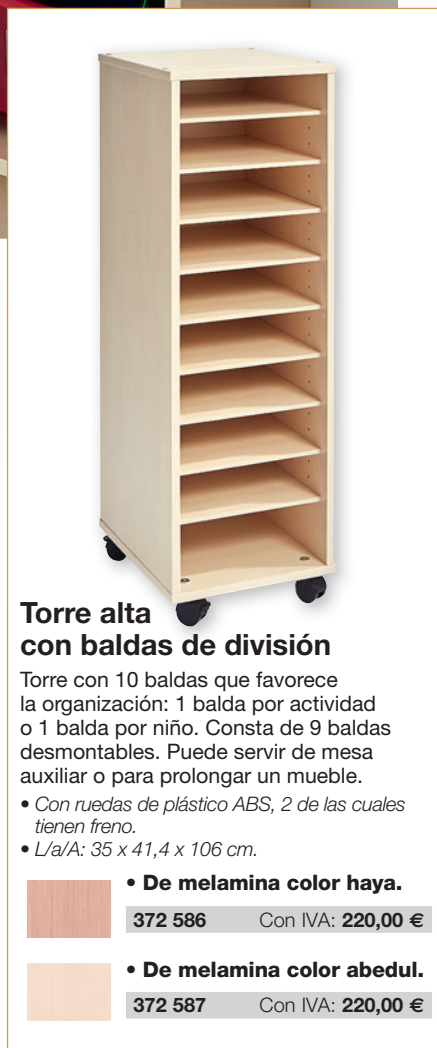 Torre alta
con baldas de división
Torre con 10 baldas que favorece
la organización: 1 balda por actividad
o 1 balda por niño. Consta de 9 baldas
desmontables. Puede servir de mesa
auxiliar o para prolongar un mueble.
• Con ruedas de plástico ABS, 2 de las cuales
tienen freno.
• L/a/A: 35 x 41,4 x 106 cm.
• De melamina color haya.
372 586 Con IVA: 220,00 €
• De melamina color abedul.
372 587 Con IVA: 220,00 €